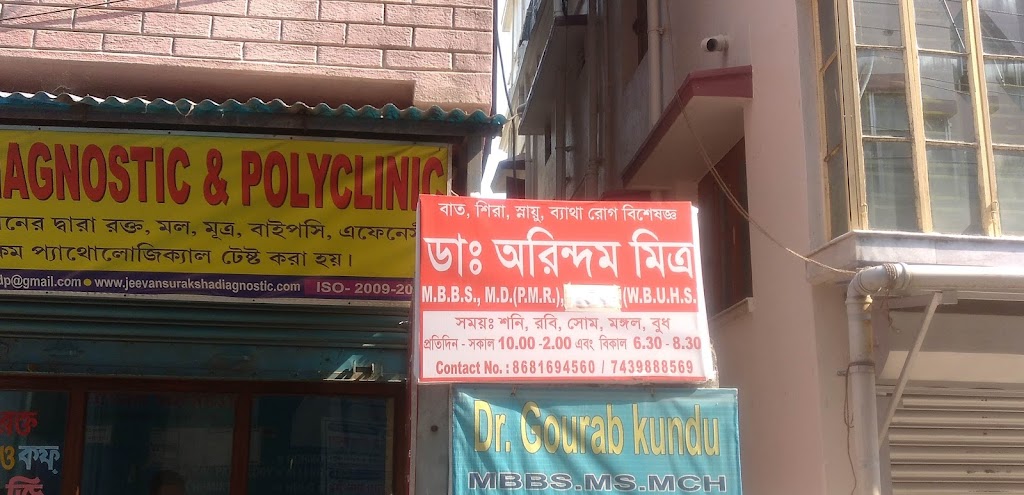 AGNOSTIC & POLYCLINIC
দ্বারা রক্ত, মল, মূত্র, বাইপসি,
প্যাথোলোজিক্যাল টেষ্ট করা হয়।
dp@gmail.com • www.jeevansurakshadiagnostic.com ISO- 2009-20
বাত, শিরা, স্নায়ু, ব্যাথা রোগ বিশেষজ্ঞ
ডাঃ অরিন্দম মিত্র
M.B.B.S., M.D.(P.M.R.), (W.B.U.H.S.
সময়ঃ শনি, রবি, সোম, মঙ্গল, বুধ
প্রতিদিন - সকাল 10.00 -2.00 এবং বিকাল 6.30 - 8.30
Contact No. : 8681694560 / 7439888569
Dr. Gourab kundu
MBBS.MS.MCH
রক্ত
ও কফ